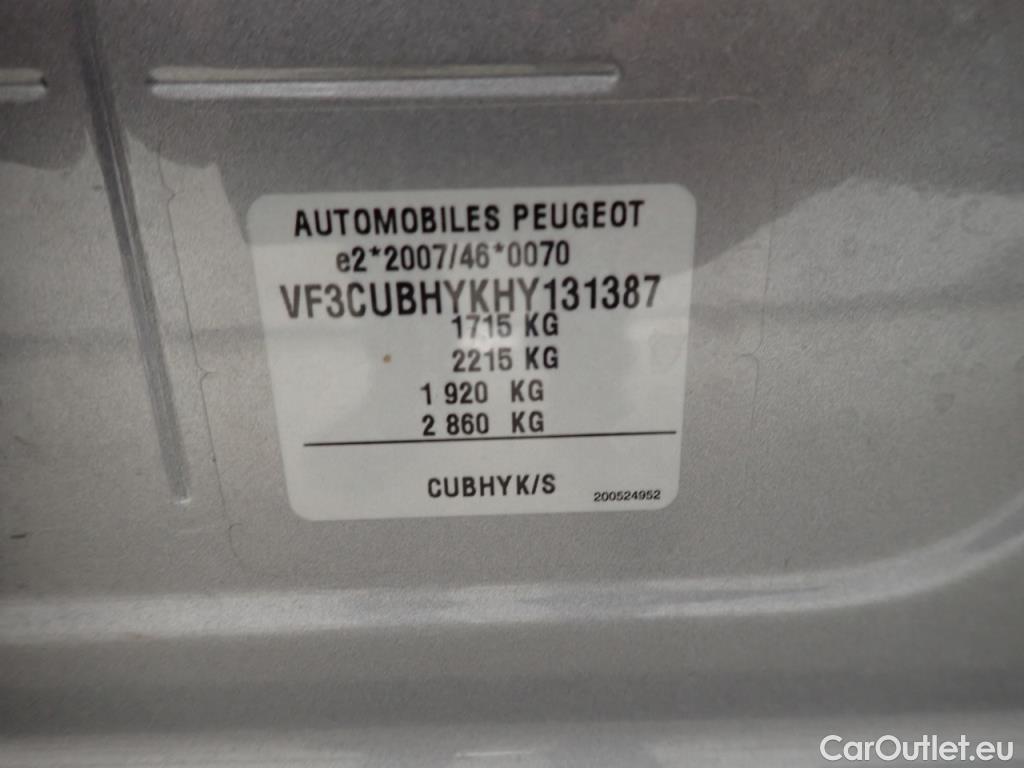 AUTOMOBILES PEUGEOT
e2*2007/46*0070
VF3CUBHYKHY131387
1715 KG
2215 KG
1 920 KG
2 860 KG
CUBHYK/S
200524952
CarOutlet.eu